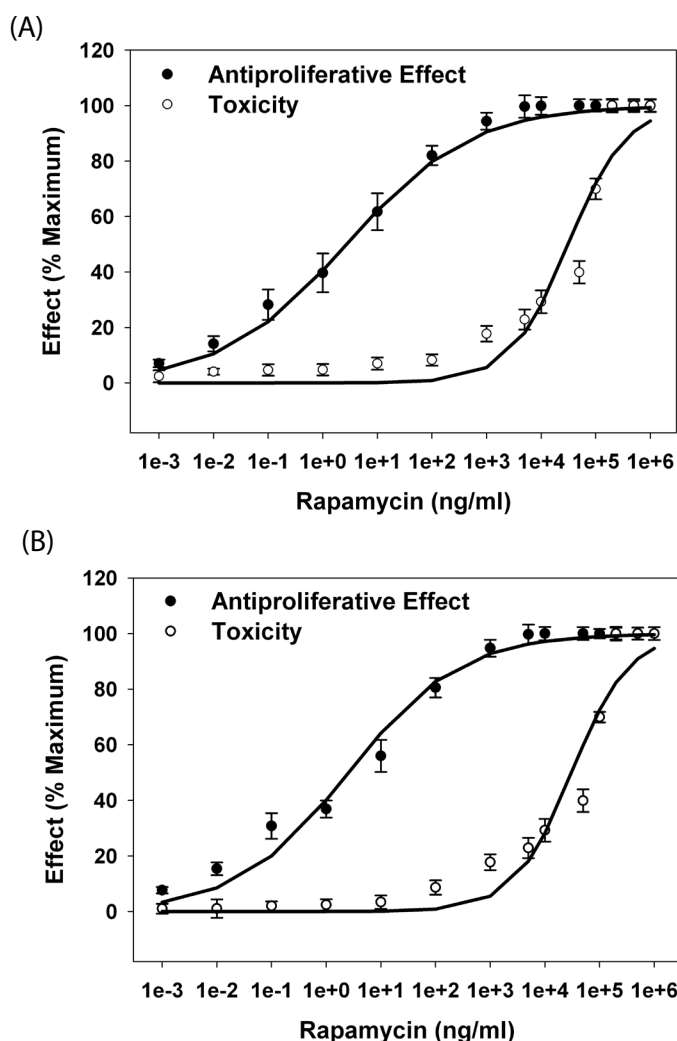 (A)
120
Antiproliferative Effect
100
Toxicity
80
60
40
20
0
Effect (% Maximum)
1e-3 1e-2 1e-1 1e+0 1e+1 1e+2 1e+3 1e+4 1e+5 1e+6
Rapamycin (ng/ml)
(B)
120
Antiproliferative Effect
100
Toxicity
80
60
40
20
0
Effect (% Maximum)
1e-3 1e-2 1e-1 1e+0 1e+1 1e+2 1e+3 1e+4 1e+5 1e+6
Rapamycin (ng/ml)